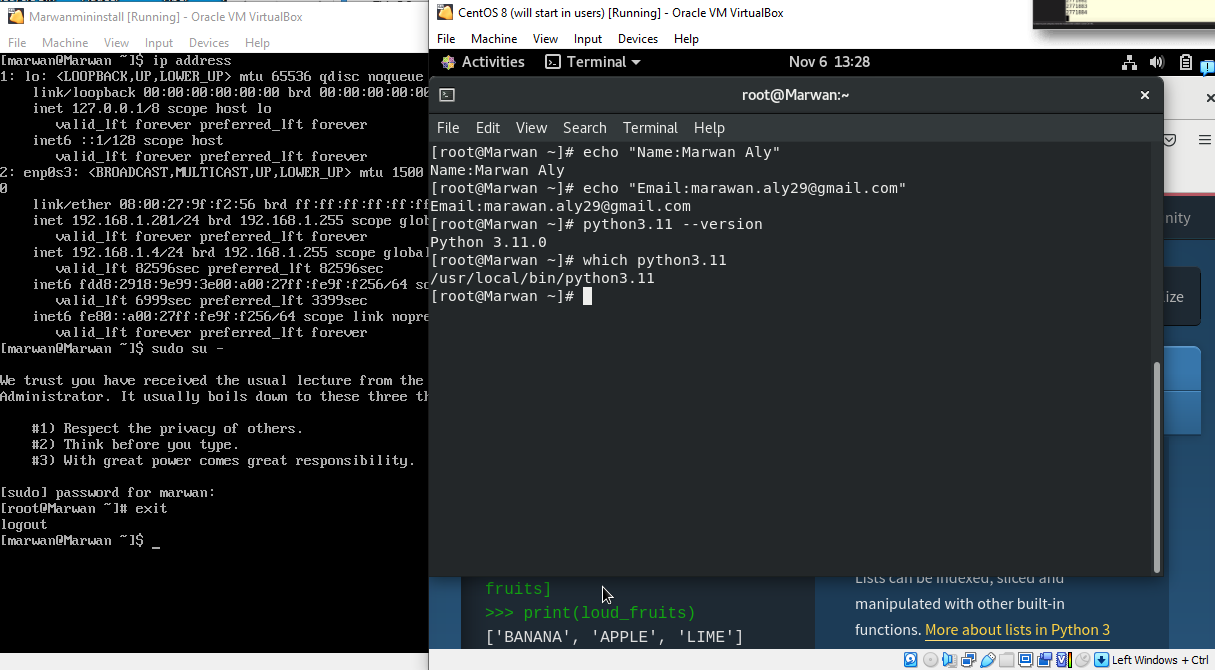 Marwanmininstall [Running] - Oracle VM VirtualBox
File Machine View Input Devices Help
[marwan@Marwan ~]$ ip address
1: lo: <LOOPBACK,UP,LOWER_UP> mtu 65536 qdisc noqueue
link/loopback 00:00:00:00:00:00 brd 00:00:00:00:00
inet 127.0.0.1/8 scope host lo
valid_lft forever preferred_lft forever
inet6 ::1/128 scope host
valid_lft forever preferred_lft forever
2: enp0s3: <BROADCAST,MULTICAST,UP,LOWER_UP> mtu 1500
0
link/ether 08:00:27:9f:f2:56 brd ff:ff:ff:ff:ff:ff
inet 192.168.1.201/24 brd 192.168.1.255 scope glob
valid_lft forever preferred_lft forever
inet 192.168.1.4/24 brd 192.168.1.255 scope global
valid_lft 82596sec preferred_lft 82596sec
inet6 fdd8:2918:9e99:3e00:a00:27ff:fe9f:f256/64 sc
valid_lft 6999sec preferred_lft 3399sec
inet6 fe80::a00:27ff:fe9f:f256/64 scope link nopre
valid_lft forever preferred_lft forever
[marwan@Marwan ~]$ sudo su -
We trust you have received the usual lecture from the
Administrator. It usually boils down to these three th
#1) Respect the privacy of others.
#2) Think before you type.
#3) With great power comes great responsibility.
[sudo] password for marwan:
[root@Marwan ~]# exit
logout
[marwan@Marwan ~]$ _
CentOS 8 (will start in users) [Running] - Oracle VM VirtualBox
File Machine View Input Devices Help
Activities Terminal Nov 6 13:28
root@Marwan:~
File Edit View Search Terminal Help
[root@Marwan ~]# echo "Name:Marwan Aly"
Name:Marwan Aly
[root@Marwan ~]# echo "Email:marawan.aly29@gmail.com"
Email:marawan.aly29@gmail.com
[root@Marwan ~]# python3.11 --version
Python 3.11.0
[root@Marwan ~]# which python3.11
/usr/local/bin/python3.11
[root@Marwan ~]#
2771883
2771884
nity
ize
fruits]
>>> print(loud_fruits)
['BANANA', 'APPLE', 'LIME']
Lists can be indexed, sliced and
manipulated with other built-in
functions. More about lists in Python 3
Left Windows + Ctrl